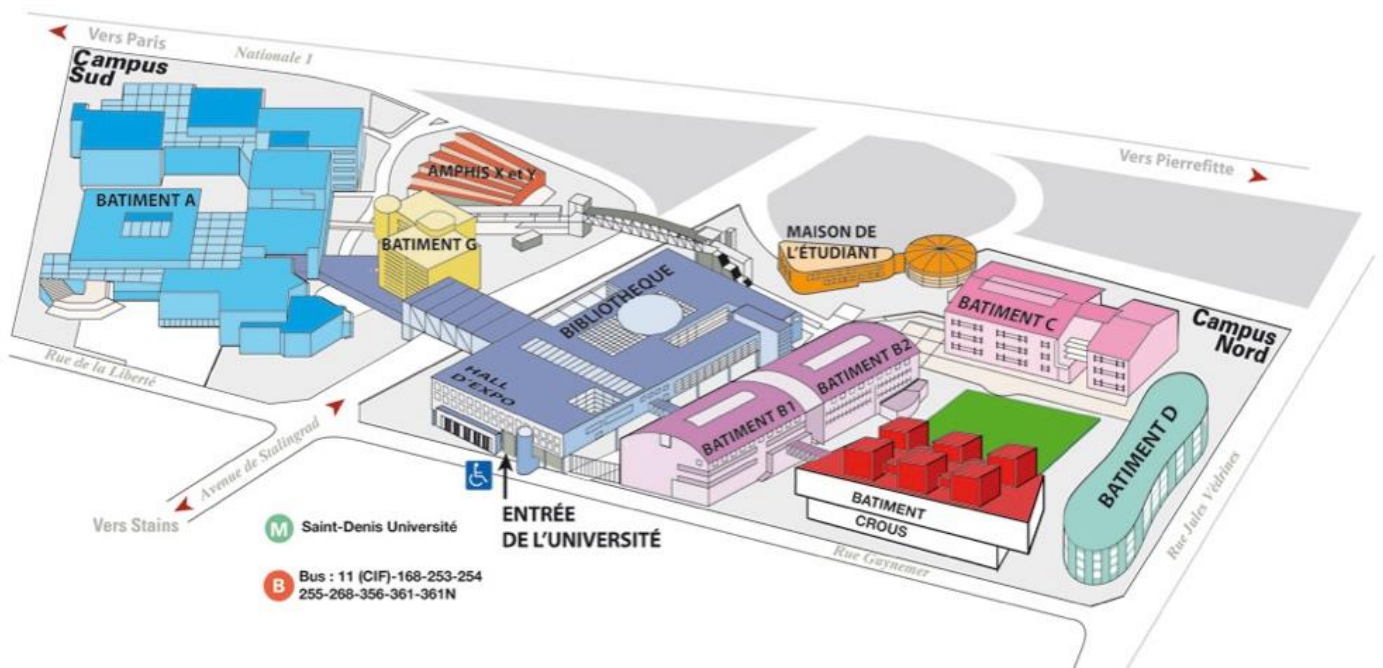 Vers Paris
Nationale 1
Campus
Sud
Vers Pierrefitte
AMPHIS X et Y
BATIMENT A
BATIMENT G
MAISON DE
L'ÉTUDIANT
BIBLIOTHEQUE
BATIMENT C
Campus
Nord
HALL
D'EXPO
BATIMENT B2
BATIMENT B1
BATIMENT D
Rue de la Liberté
Avenue de Stalingrad
Vers Stains
Rue Jules Védrines
BATIMENT
CROUS
ENTRÉE
DE L'UNIVERSITÉ
Rue Guynemer
M Saint-Denis Université
B Bus : 11 (CIF)-168-253-254
255-268-356-361-361N